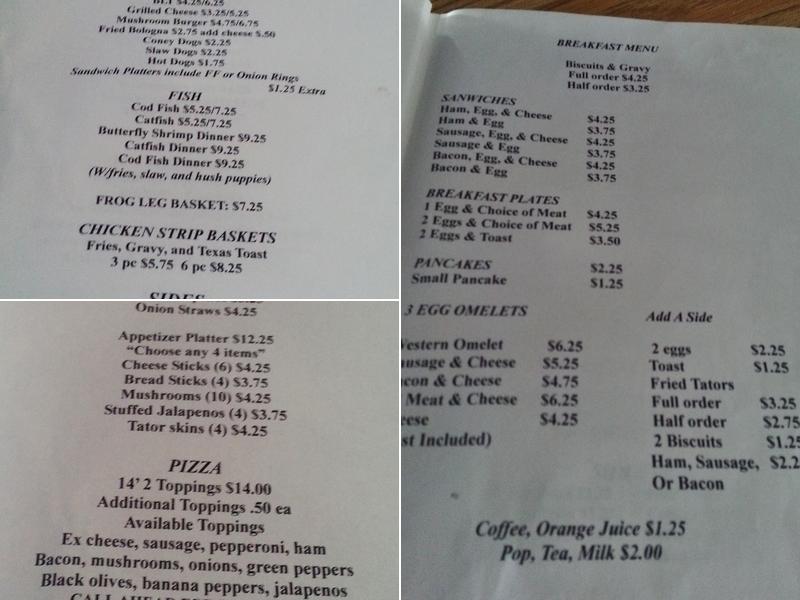 BLT $4.25/6.25
Grilled Cheese $3.25/5.25
Mushroom Burger $4.75/6.75
Fried Bologna $2.75 add cheese $.50
Coney Dogs $2.25
Slaw Dogs $2.25
Hot Dogs $1.75
Sandwich Platters include FF or Onion Rings
$1.25 Extra
FISH
Cod Fish $5.25/7.25
Catfish $5.25/7.25
Butterfly Shrimp Dinner $9.25
Catfish Dinner $9.25
Cod Fish Dinner $9.25
(W/fries, slaw, and hush puppies)
FROG LEG BASKET: $7.25
CHICKEN STRIP BASKETS
Fries, Gravy, and Texas Toast
3 pc $5.75 6 pc $8.25
SIDES
Onion Straws $4.25
Appetizer Platter $12.25
"Choose any 4 items"
Cheese Sticks (6) $4.25
Bread Sticks (4) $3.75
Mushrooms (10) $4.25
Stuffed Jalapenos (4) $3.75
Tator skins (4) $4.25
PIZZA
14' 2 Toppings $14.00
Additional Toppings .50 ea
Available Toppings
Ex cheese, sausage, pepperoni, ham
Bacon, mushrooms, onions, green peppers
Black olives, banana peppers, jalapenos
CALL AHEAD
BREAKFAST MENU
Biscuits & Gravy
Full order $4.25
Half order $3.25
SANWICHES
Ham, Egg, & Cheese $4.25
Ham & Egg $3.75
Sausage, Egg, & Cheese $4.25
Sausage & Egg $3.75
Bacon, Egg, & Cheese $4.25
Bacon & Egg $3.75
BREAKFAST PLATES
1 Egg & Choice of Meat $4.25
2 Eggs & Choice of Meat $5.25
2 Eggs & Toast $3.50
PANCAKES $2.25
Small Pancake $1.25
3 EGG OMELETS
estern Omelet $6.25
usage & Cheese $5.25
con & Cheese $4.75
Meat & Cheese $6.25
eese $4.25
st Included)
Add A Side
2 eggs $2.25
Toast $1.25
Fried Tators
Full order $3.25
Half order $2.75
2 Biscuits $1.25
Ham, Sausage, $2.2
Or Bacon
Coffee, Orange Juice $1.25
Pop, Tea, Milk $2.00